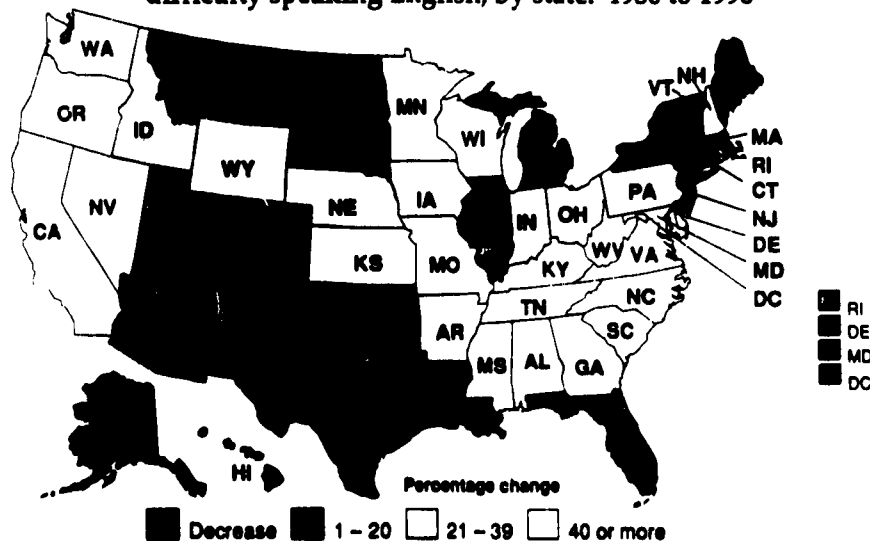 difficulty speaking English, by state: 1980 to 1990
WA
OR
ID
WY
NV
CA
NE
KS
MN
IA
MO
WI
IN
OH
PA
WV
VA
KY
TN
NC
SC
AR
MS
AL
GA
VT
NH
MA
RI
CT
NJ
DE
MD
DC
RI
DE
MD
DC
HI
Percentage change
Decrease 1 – 20 21 – 39 40 or more